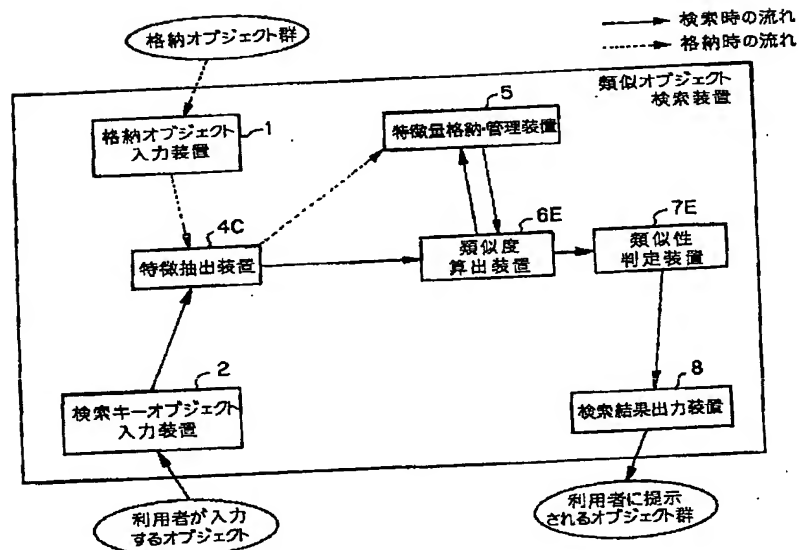 格納オブジェクト群
検索時の流れ
格納時の流れ
類似オブジェクト
検索装置
格納オブジェクト
入力装置
1
5
特徴量格納・管理装置
4C
特徴抽出装置
6E
類似度
算出装置
7E
類似性
判定装置
2
検索キーオブジェクト
入力装置
8
検索結果出力装置
利用者が入力
するオブジェクト
利用者に提示
されるオブジェクト群